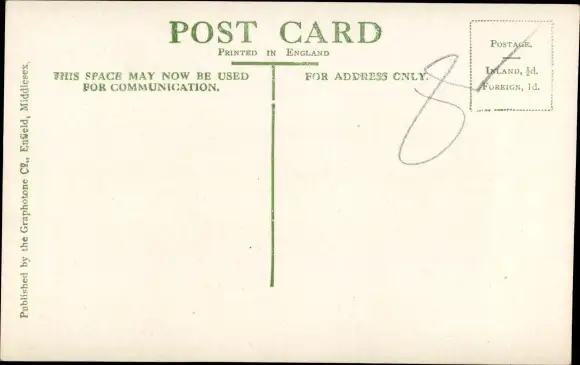 POST CARD
PRINTED IN ENGLAND
THIS SPACE MAY NOW BE USED
FOR COMMUNICATION.
FOR ADDRESS ONLY.
POSTAGE.
INLAND, ½d.
FOREIGN, 1d.
8
Published by the Graphotone Co., Enfield, Middlesex.